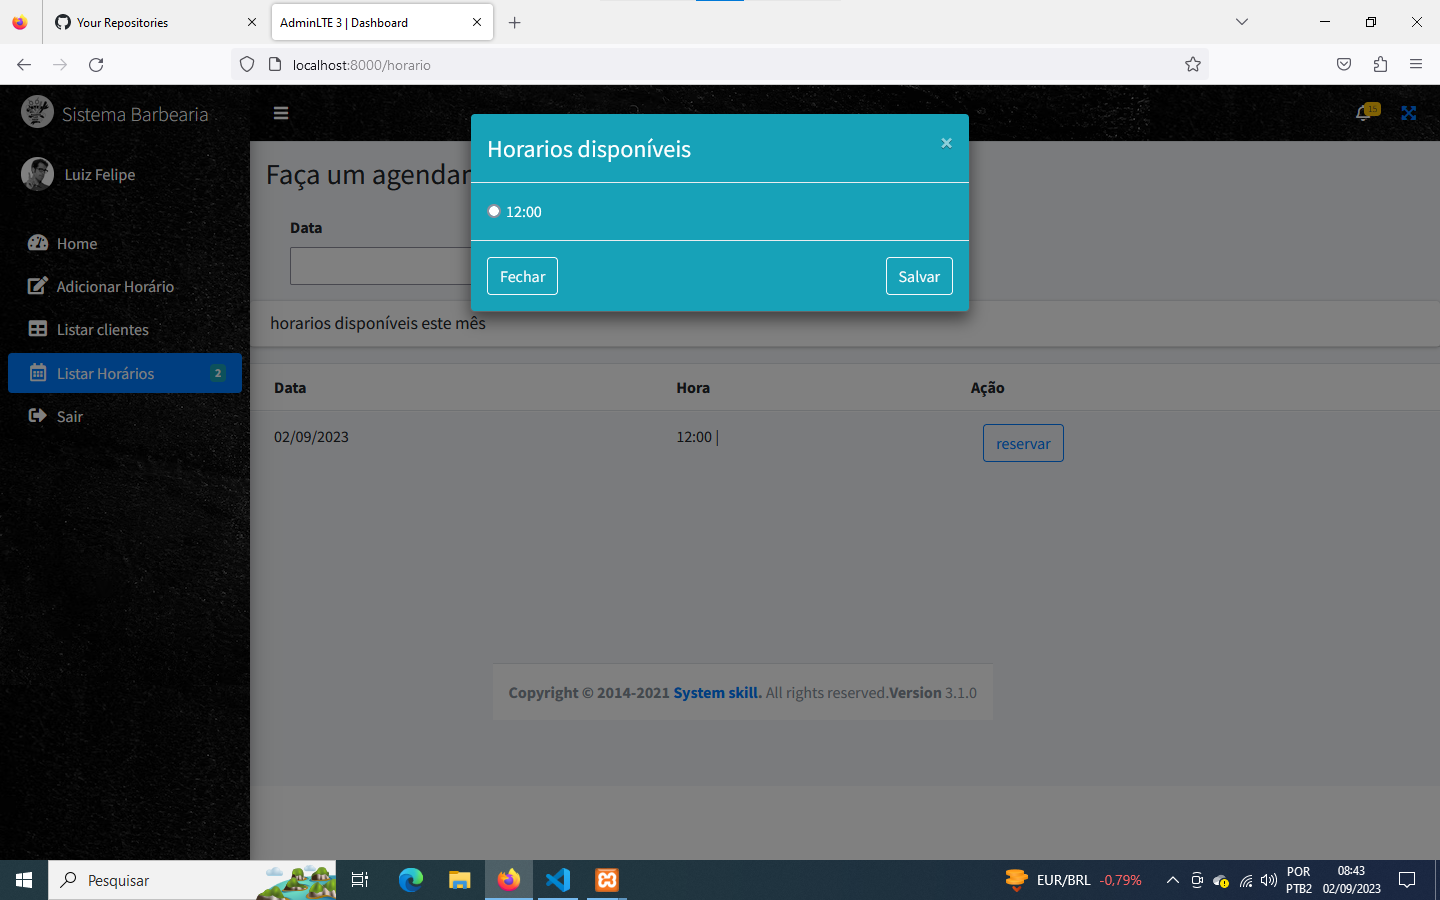 Your Repositories
AdminLTE 3 | Dashboard
localhost:8000/horario
Sistema Barbearia
15
Luiz Felipe
Home
Adicionar Horário
Listar clientes
Listar Horários 2
Sair
Faça um agendar
Data
Horarios disponíveis
×
12:00
Fechar Salvar
horarios disponíveis este mês
Data Hora Ação
02/09/2023 12:00 | reservar
Copyright © 2014-2021 System skill. All rights reserved.Version 3.1.0
Pesquisar
EUR/BRL -0,79%
POR
PTB2
08:43
02/09/2023